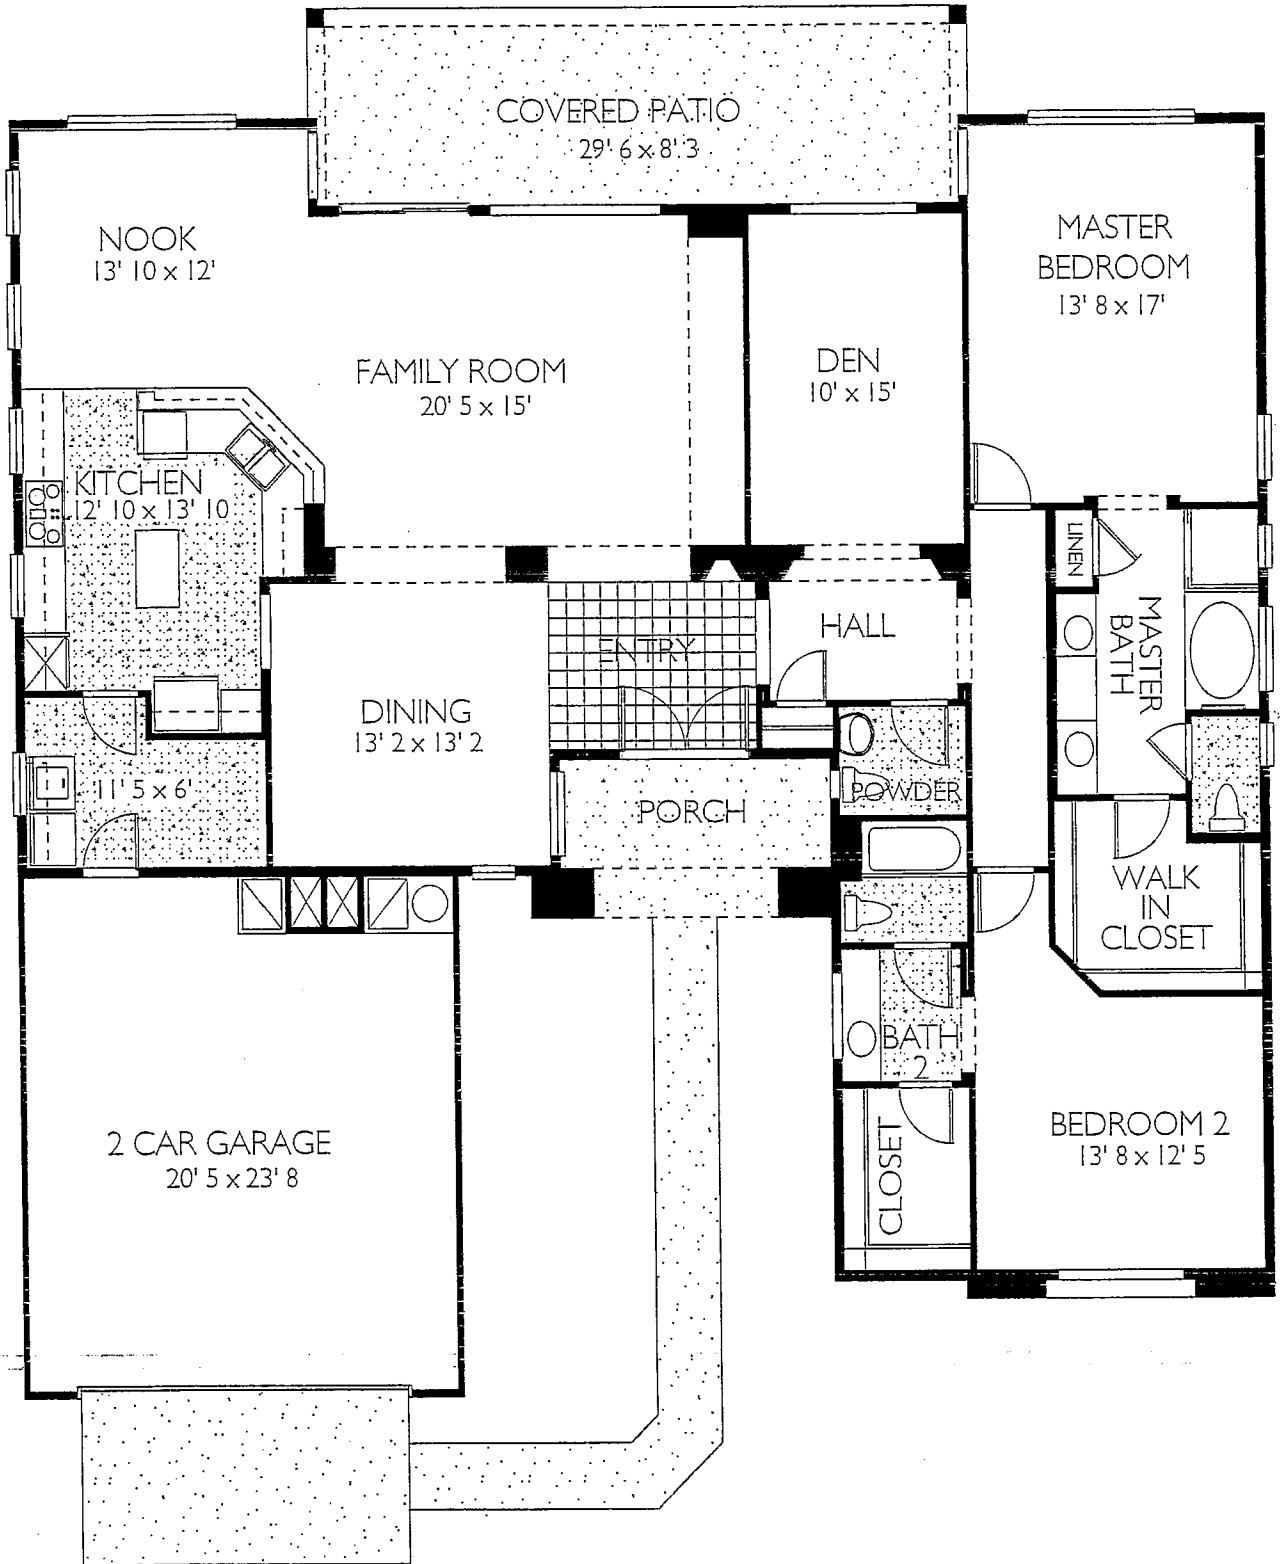 COVERED PATIO
29' 6 x 8' 3
NOOK
13' 10 x 12'
MASTER
BEDROOM
13' 8 x 17'
FAMILY ROOM
20' 5 x 15'
DEN
10' x 15'
KITCHEN
12' 10 x 13' 10
LINEN
MASTER
BATH
ENTRY
HALL
DINING
13' 2 x 13' 2
11' 5 x 6'
PORCH
POWDER
WALK
IN
CLOSET
BATH
2
2 CAR GARAGE
20' 5 x 23' 8
CLOSET
BEDROOM 2
13' 8 x 12' 5